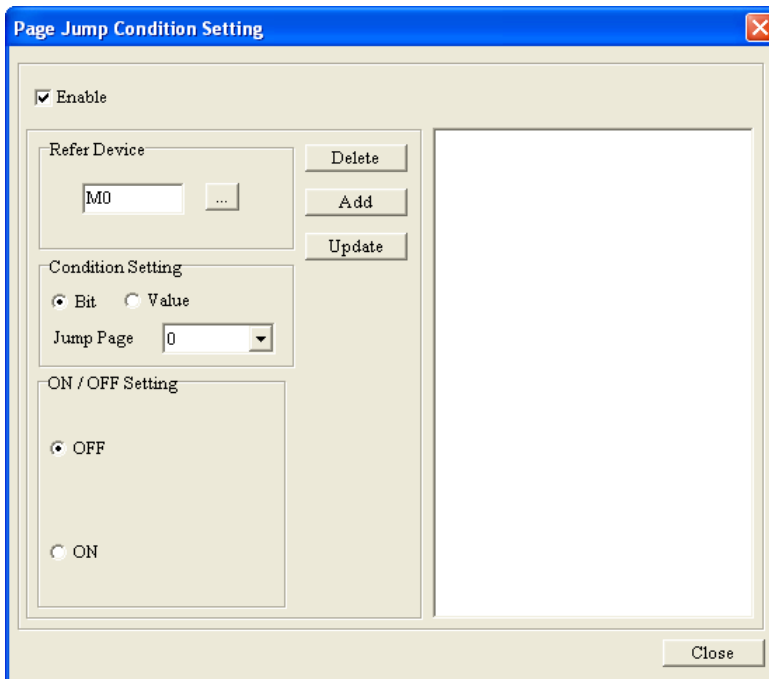 Page Jump Condition Setting
Enable
Refer Device
M0
...
Delete
Add
Update
Condition Setting
Bit Value
Jump Page 0
ON / OFF Setting
OFF
ON
Close